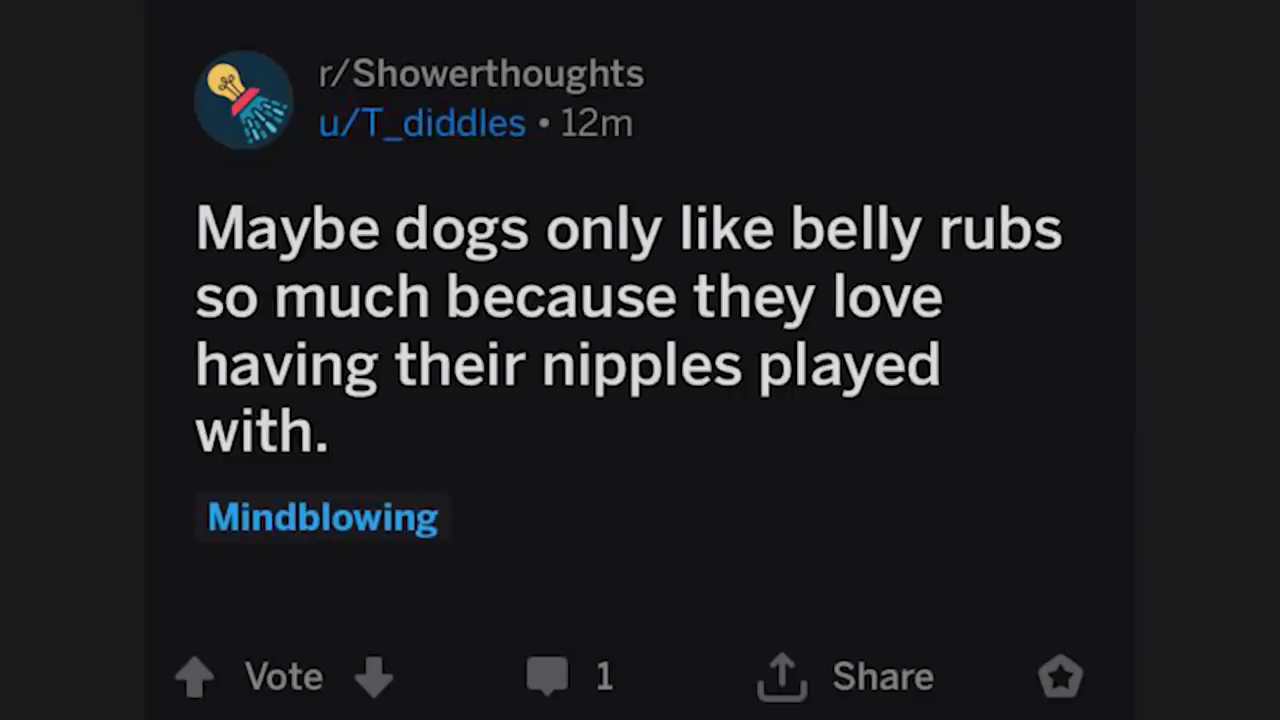 r/Showerthoughts
u/T_diddles • 12m
Maybe dogs only like belly rubs
so much because they love
having their nipples played
with.
Mindblowing
Vote 1 Share